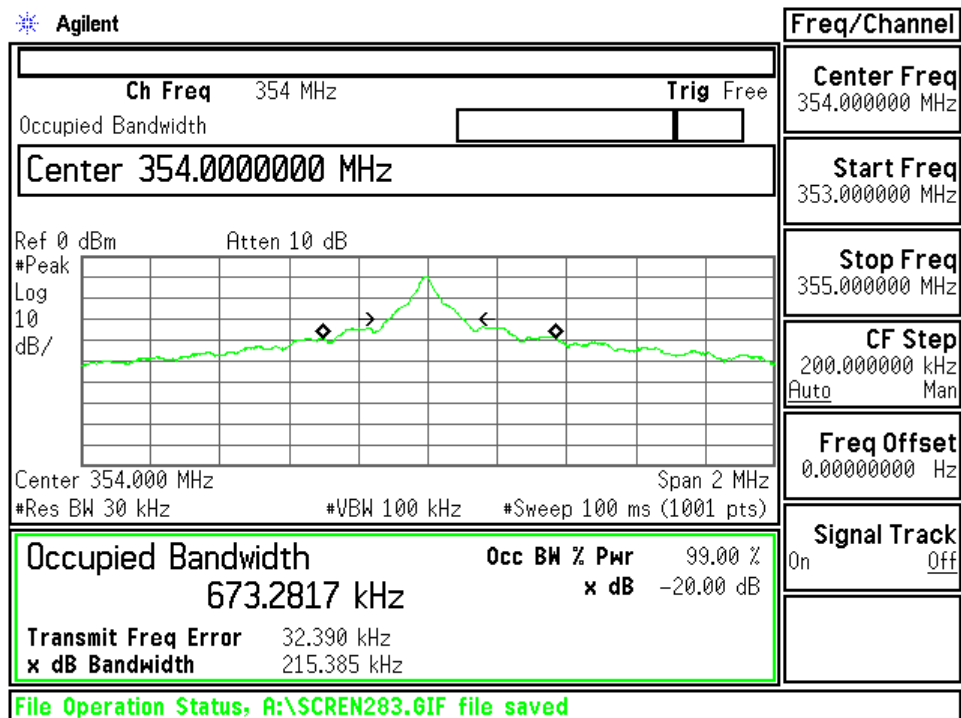 Agilent
Freq/Channel
Ch Freq 354 MHz Trig Free
Occupied Bandwidth
Center 354.0000000 MHz
Ref 0 dBm Atten 10 dB
#Peak
Log
10
dB/
Center 354.000 MHz Span 2 MHz
#Res BW 30 kHz #VBW 100 kHz #Sweep 100 ms (1001 pts)
Occupied Bandwidth
673.2817 kHz
Occ BW % Pwr 99.00 %
x dB -20.00 dB
Transmit Freq Error 32.390 kHz
x dB Bandwidth 215.385 kHz
File Operation Status, A:\SCREN283.GIF file saved
Center Freq
354.000000 MHz
Start Freq
353.000000 MHz
Stop Freq
355.000000 MHz
CF Step
200.000000 kHz
Auto Man
Freq Offset
0.00000000 Hz
Signal Track
On Off